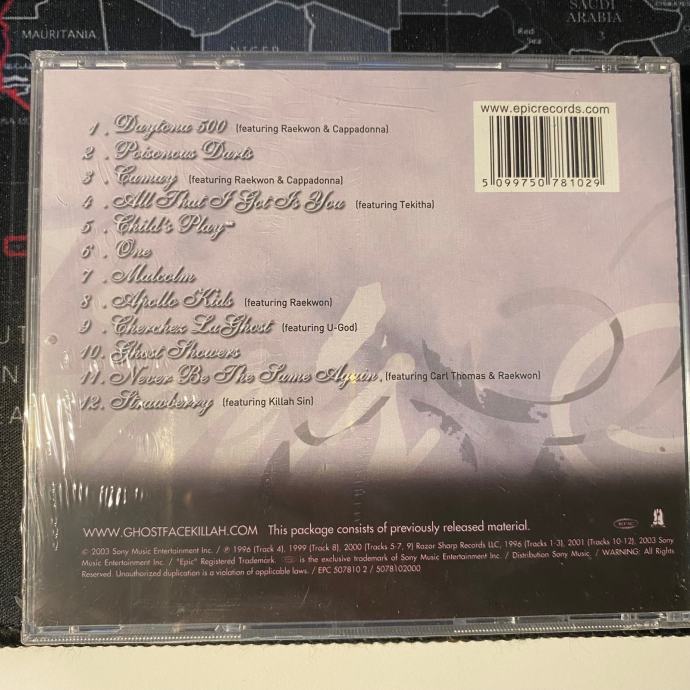 SAUDI
ARABIA
MAURITANIA
NIGER
Red
Sea
www.epicrecords.com
5 099750 781029
1. Daytona 500 (featuring Raekwon & Cappadonna)
2. Poisonous Darts
3. Camay (featuring Raekwon & Cappadonna)
4. All That I Got Is You (featuring Tekitha)
5. Child's Play
6. One
7. Malcolm
8. Apollo Kids (featuring Raekwon)
9. Cherchez LaGhost (featuring U-God)
10. Ghost Showers
11. Never Be The Same Again (featuring Carl Thomas & Raekwon)
12. Strawberry (featuring Killah Sin)
WWW.GHOSTFACEKILLAH.COM This package consists of previously released material.
© 2003 Sony Music Entertainment Inc. / ℗ 1996 (Track 4), 1999 (Track 8), 2000 (Tracks 5-7, 9) Razor Sharp Records LLC, 1996 (Tracks 1-3), 2001 (Tracks 10-12), 2003 Sony
Music Entertainment Inc. / "Epic" Registered Trademark. is the exclusive trademark of Sony Music Entertainment Inc. / Distribution Sony Music. / WARNING: All Rights
Reserved. Unauthorized duplication is a violation of applicable laws. / EPC 507810 2 / 5078102000